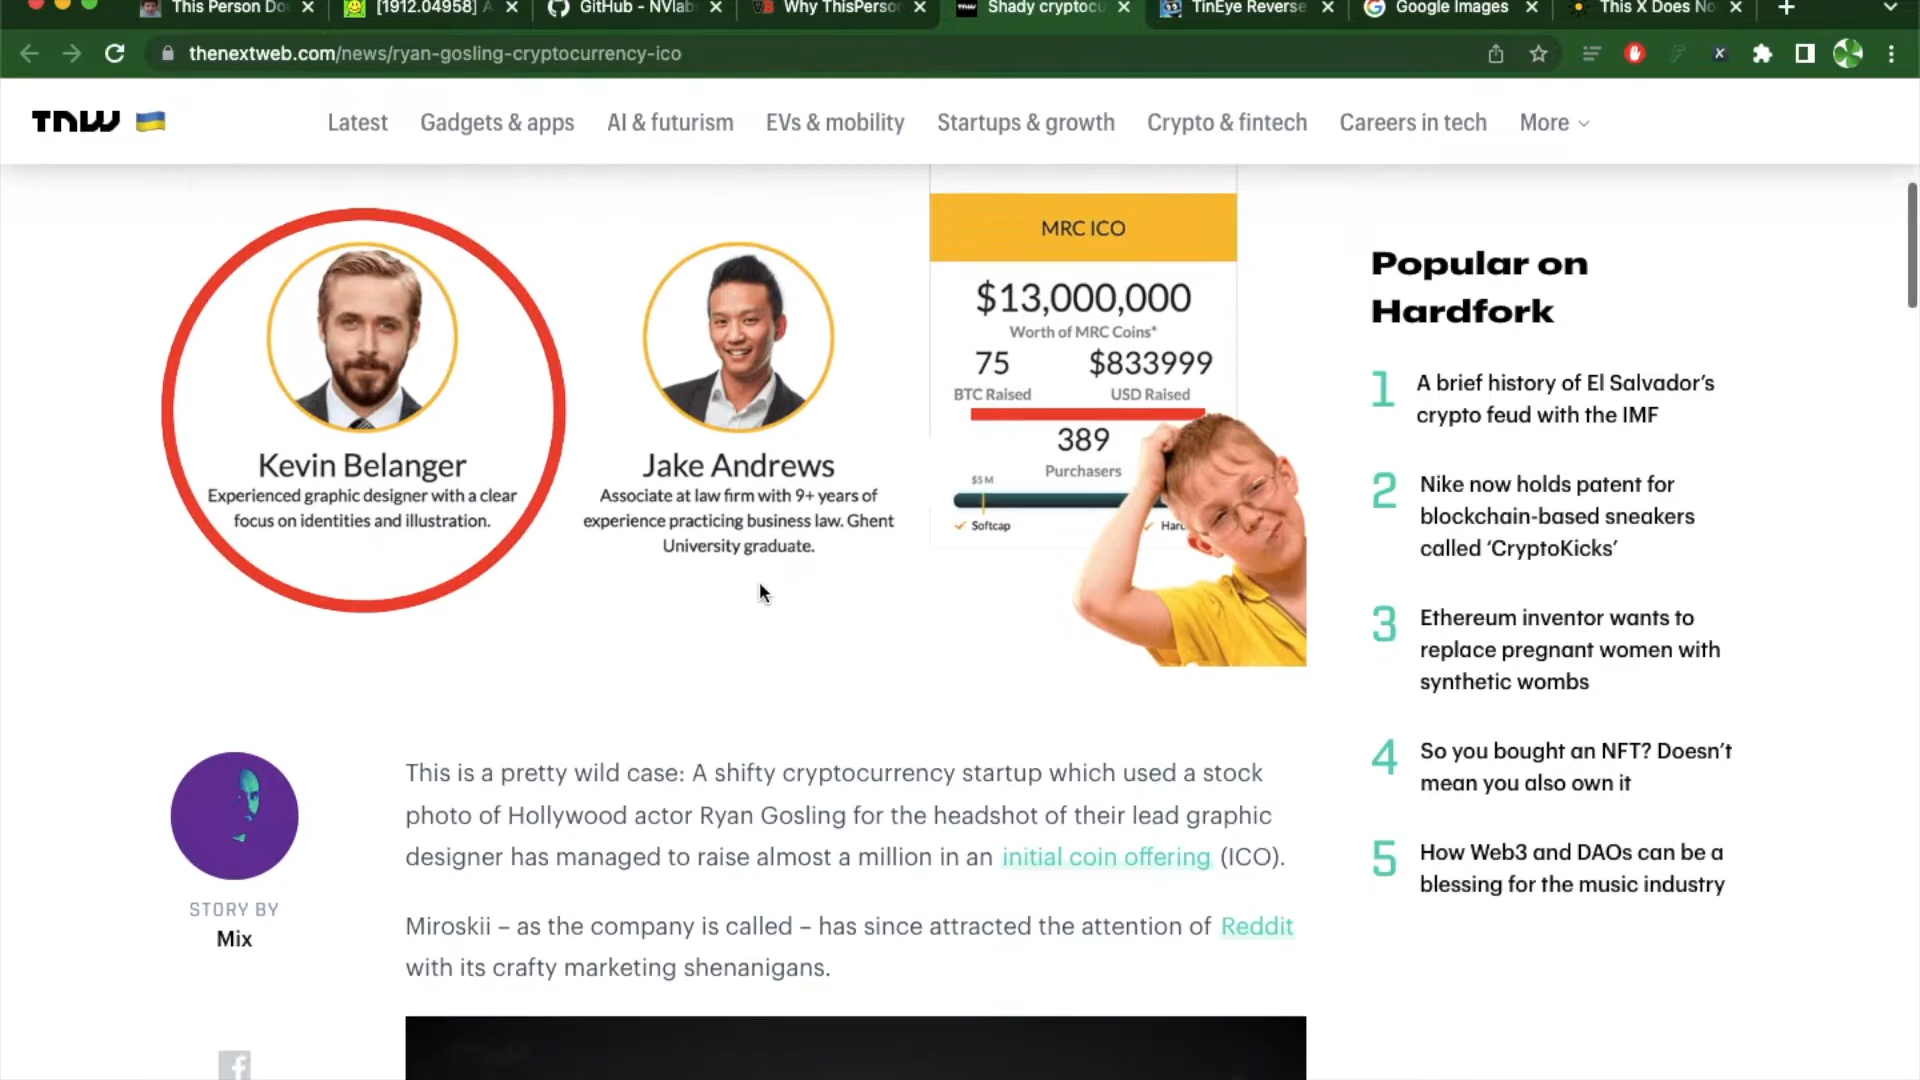 This Person Do
[1912.04958] A
GitHub - NVlab
Why ThisPerso
Shady cryptocu
TinEye Reverse
Google Images
This X Does No
thenextweb.com/news/ryan-gosling-cryptocurrency-ico
TNW
Latest
Gadgets & apps
AI & futurism
EVs & mobility
Startups & growth
Crypto & fintech
Careers in tech
More
Kevin Belanger
Experienced graphic designer with a clear
focus on identities and illustration.
Jake Andrews
Associate at law firm with 9+ years of
experience practicing business law. Ghent
University graduate.
MRC ICO
$13,000,000
Worth of MRC Coins*
75
$833999
BTC Raised
USD Raised
389
Purchasers
$5M
Softcap
Hard
Popular on
Hardfork
1
A brief history of El Salvador’s
crypto feud with the IMF
2
Nike now holds patent for
blockchain-based sneakers
called ‘CryptoKicks’
3
Ethereum inventor wants to
replace pregnant women with
synthetic wombs
4
So you bought an NFT? Doesn’t
mean you also own it
5
How Web3 and DAOs can be a
blessing for the music industry
STORY BY
Mix
This is a pretty wild case: A shifty cryptocurrency startup which used a stock
photo of Hollywood actor Ryan Gosling for the headshot of their lead graphic
designer has managed to raise almost a million in an initial coin offering (ICO).
Miroskii – as the company is called – has since attracted the attention of Reddit
with its crafty marketing shenanigans.